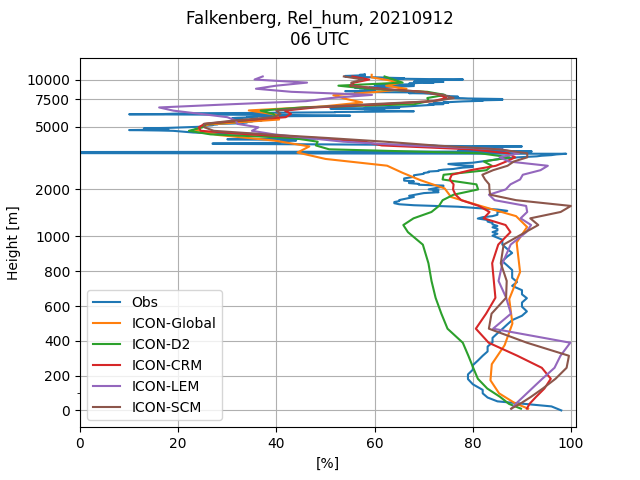 Falkenberg, Rel_hum, 20210912
06 UTC
10000
7500
5000
2000
1000
800
600
400
200
0
Height [m]
Obs
ICON-Global
ICON-D2
ICON-CRM
ICON-LEM
ICON-SCM
0 20 40 60 80 100
[%]